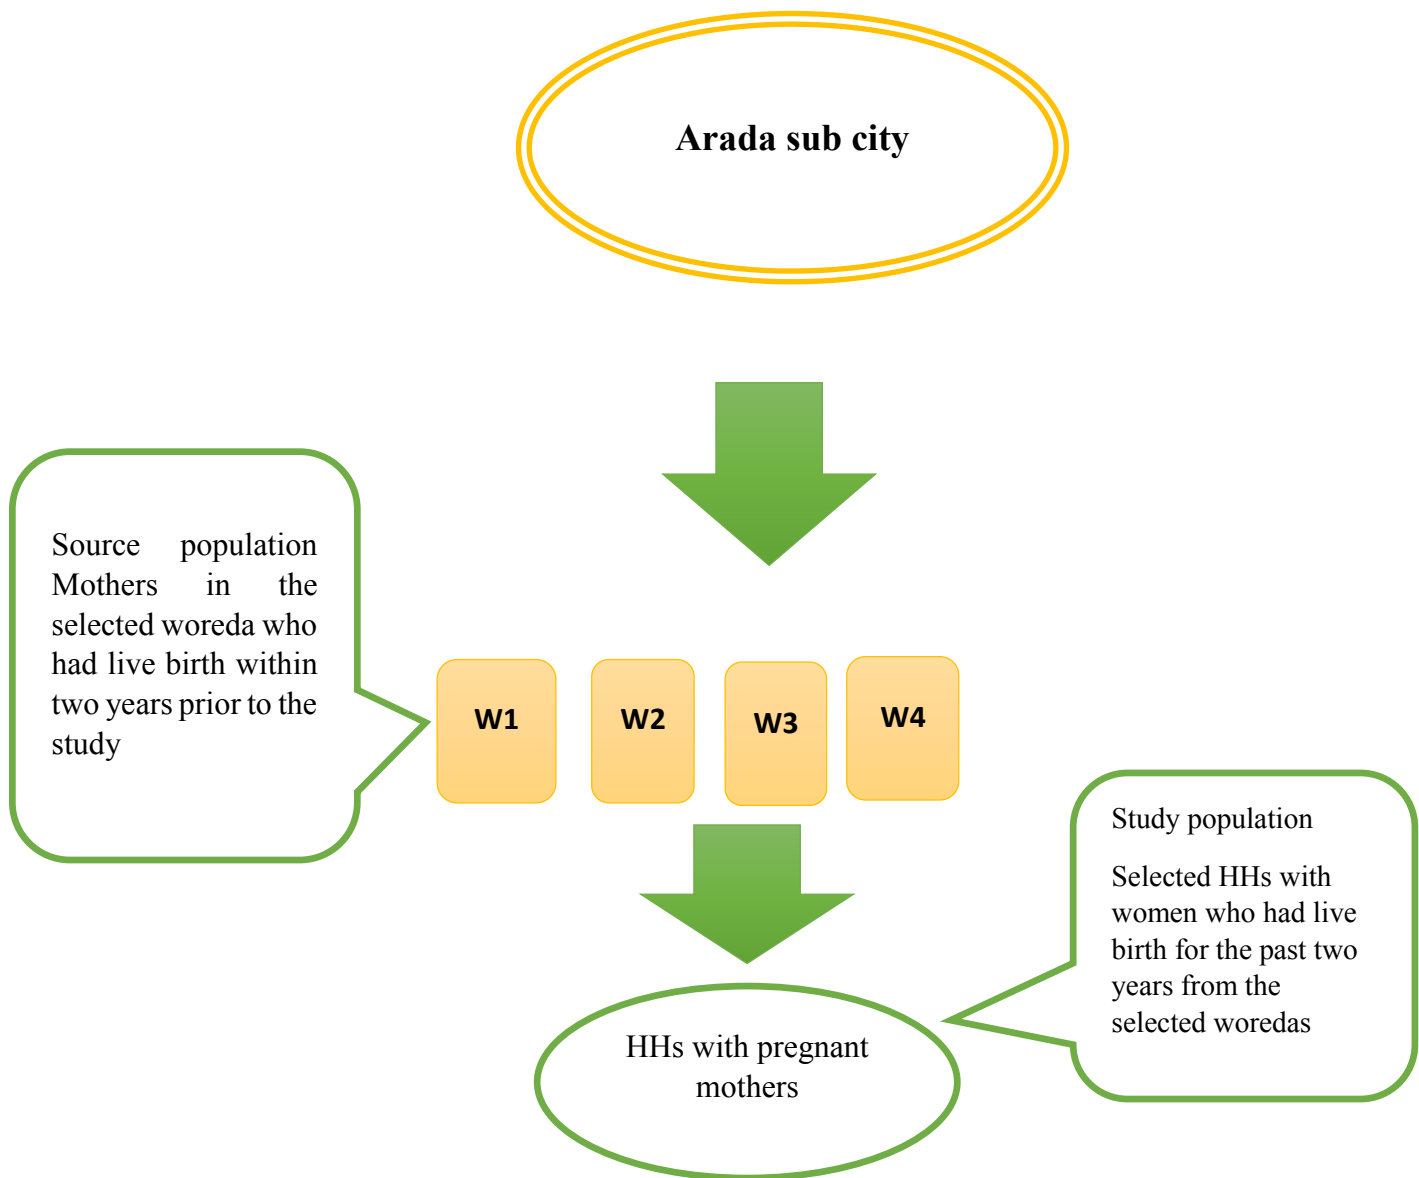 Arada sub city
Source population
Mothers in the
selected woreda who
had live birth within
two years prior to the
study
W1
W2
W3
W4
Study population
Selected HHs with
women who had live
birth for the past two
years from the
selected woredas
HHs with pregnant
mothers